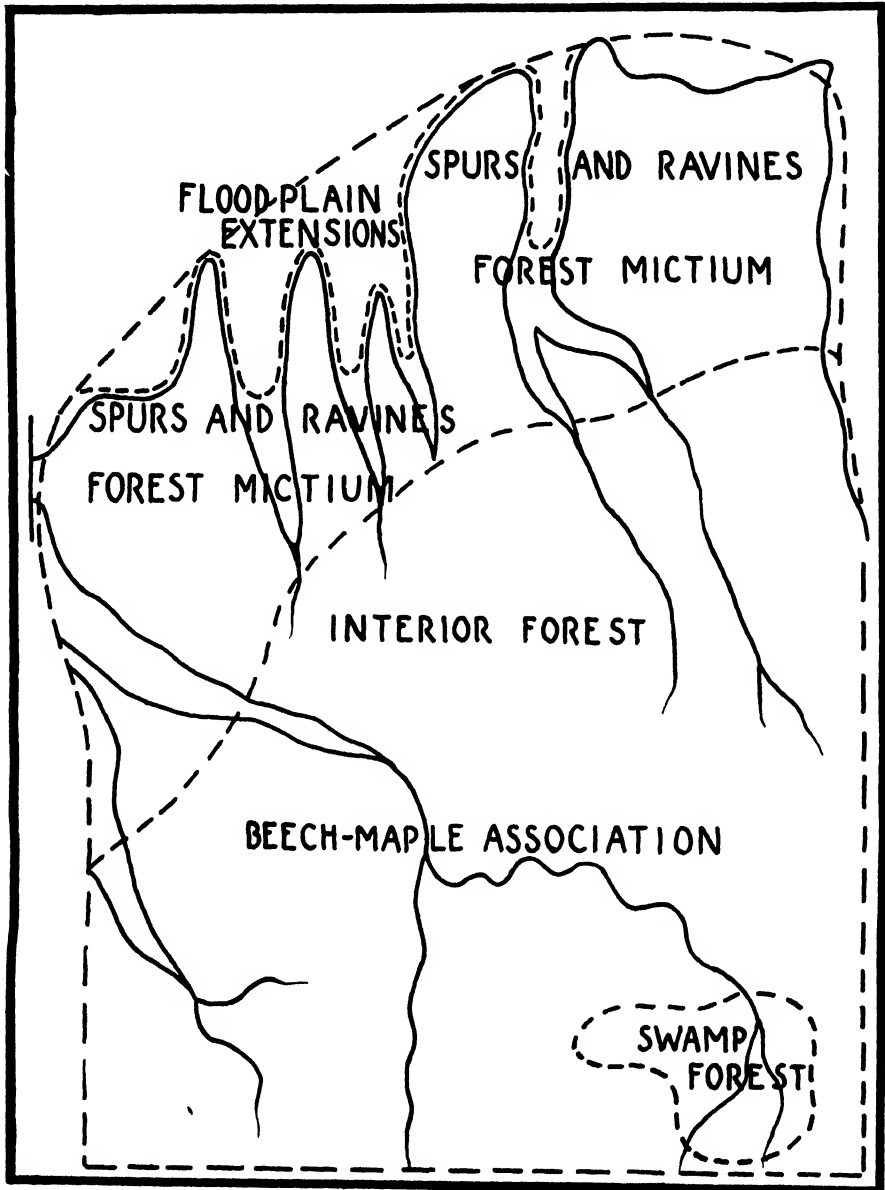 SPURS AND RAVINES
FOREST MICTIUM
FLOOD PLAIN
EXTENSIONS
SPURS AND RAVINES
FOREST MICTIUM
INTERIOR FOREST
BEECH-MAPLE ASSOCIATION
SWAMP
FOREST